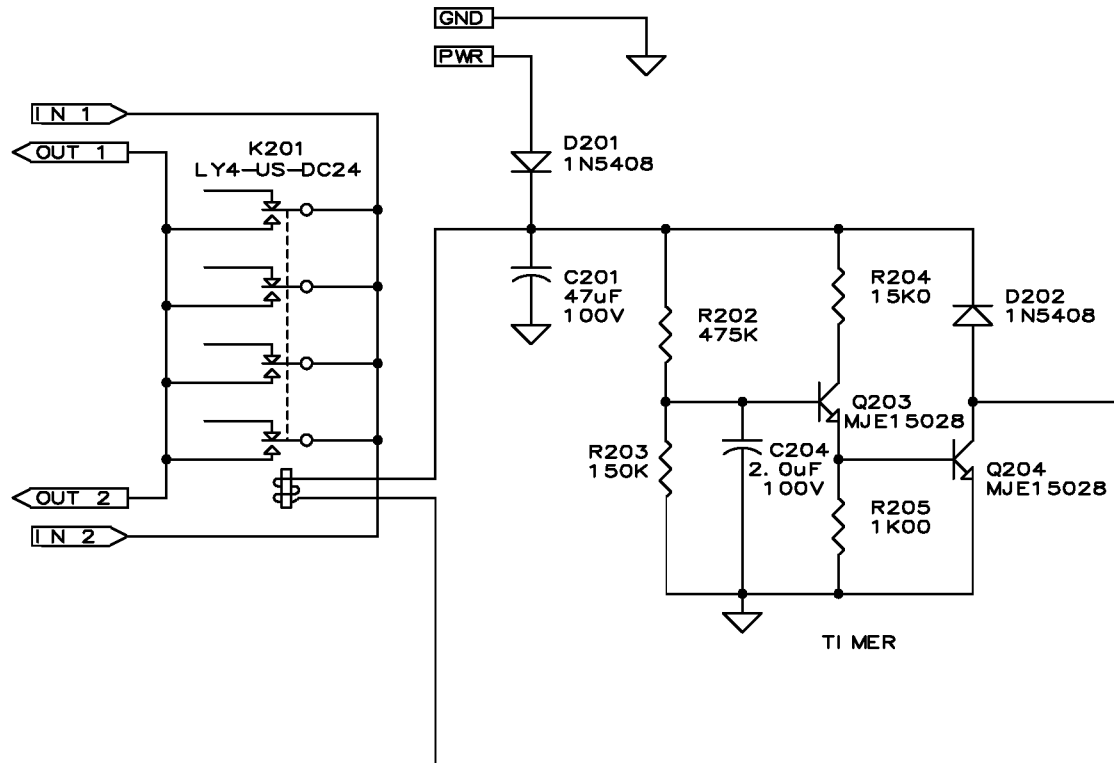 GND
PWR
IN 1
OUT 1
K201
LY4-US-DC24
D201
1N5408
C201
47uF
100V
R202
475K
R204
15K0
D202
1N5408
Q203
MJE15028
R203
150K
C204
2.0uF
100V
Q204
MJE15028
R205
1K00
OUT 2
IN 2
TIMER